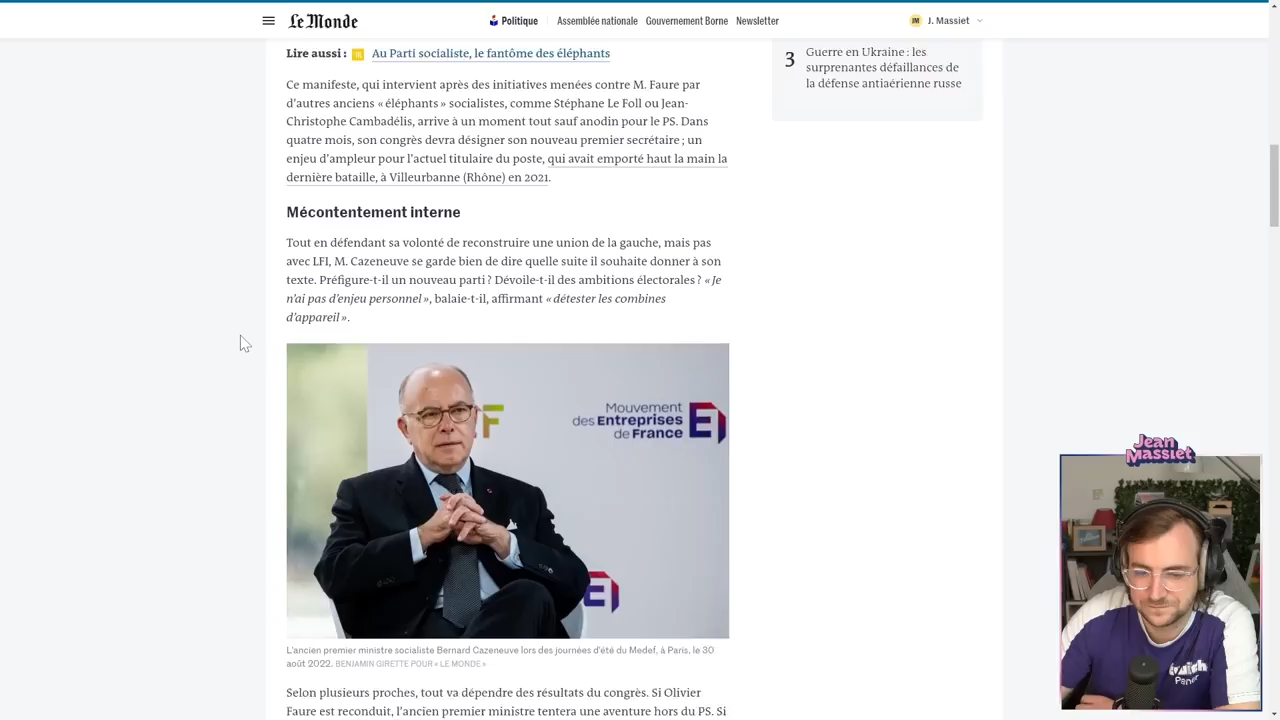 Le Monde
Politique
Assemblée nationale
Gouvernement Borne
Newsletter
JM
J. Massiet
Lire aussi :
Au Parti socialiste, le fantôme des éléphants
Ce manifeste, qui intervient après des initiatives menées contre M. Faure par
d'autres anciens « éléphants » socialistes, comme Stéphane Le Foll ou Jean-
Christophe Cambadélis, arrive à un moment tout sauf anodin pour le PS. Dans
quatre mois, son congrès devra désigner son nouveau premier secrétaire ; un
enjeu d'ampleur pour l'actuel titulaire du poste, qui avait emporté haut la main la
dernière bataille, à Villeurbanne (Rhône) en 2021.
Mécontentement interne
Tout en défendant sa volonté de reconstruire une union de la gauche, mais pas
avec LFI, M. Cazeneuve se garde bien de dire quelle suite il souhaite donner à son
texte. Préfigure-t-il un nouveau parti ? Dévoile-t-il des ambitions électorales ? « Je
n'ai pas d'enjeu personnel », balaie-t-il, affirmant « détester les combines
d'appareil ».
F
Mouvement
des Entreprises
de France
L'ancien premier ministre socialiste Bernard Cazeneuve lors des journées d'été du Medef, à Paris, le 30
août 2022. BENJAMIN GIRETTE POUR « LE MONDE »
Selon plusieurs proches, tout va dépendre des résultats du congrès. Si Olivier
Faure est reconduit, l'ancien premier ministre tentera une aventure hors du PS. Si
3
Guerre en Ukraine : les
surprenantes défaillances de
la défense antiaérienne russe
Jean
Massiet